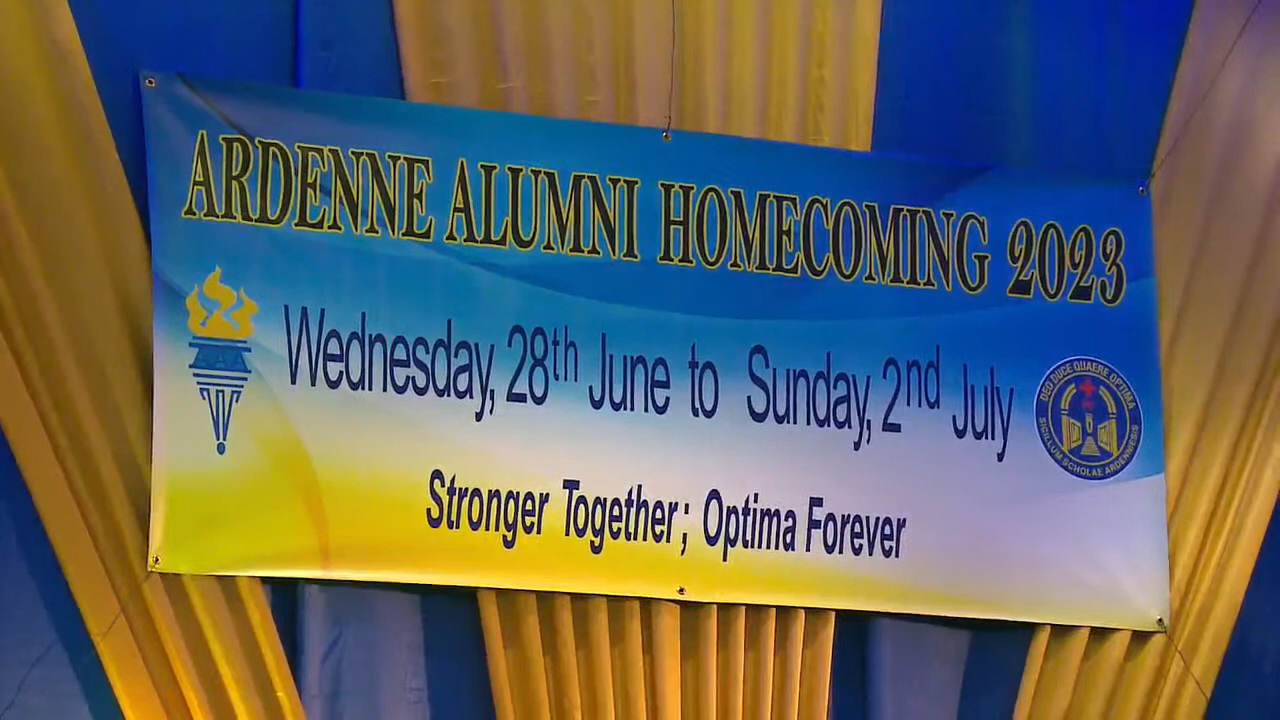 ARDENNE ALUMNI HOMECOMING 2023
Wednesday, 28th June to Sunday, 2nd July
DEO DUCE QUAERE OPTIMA
SIGILLUM SCHOLAE ARDENNENSIS
Stronger Together; Optima Forever